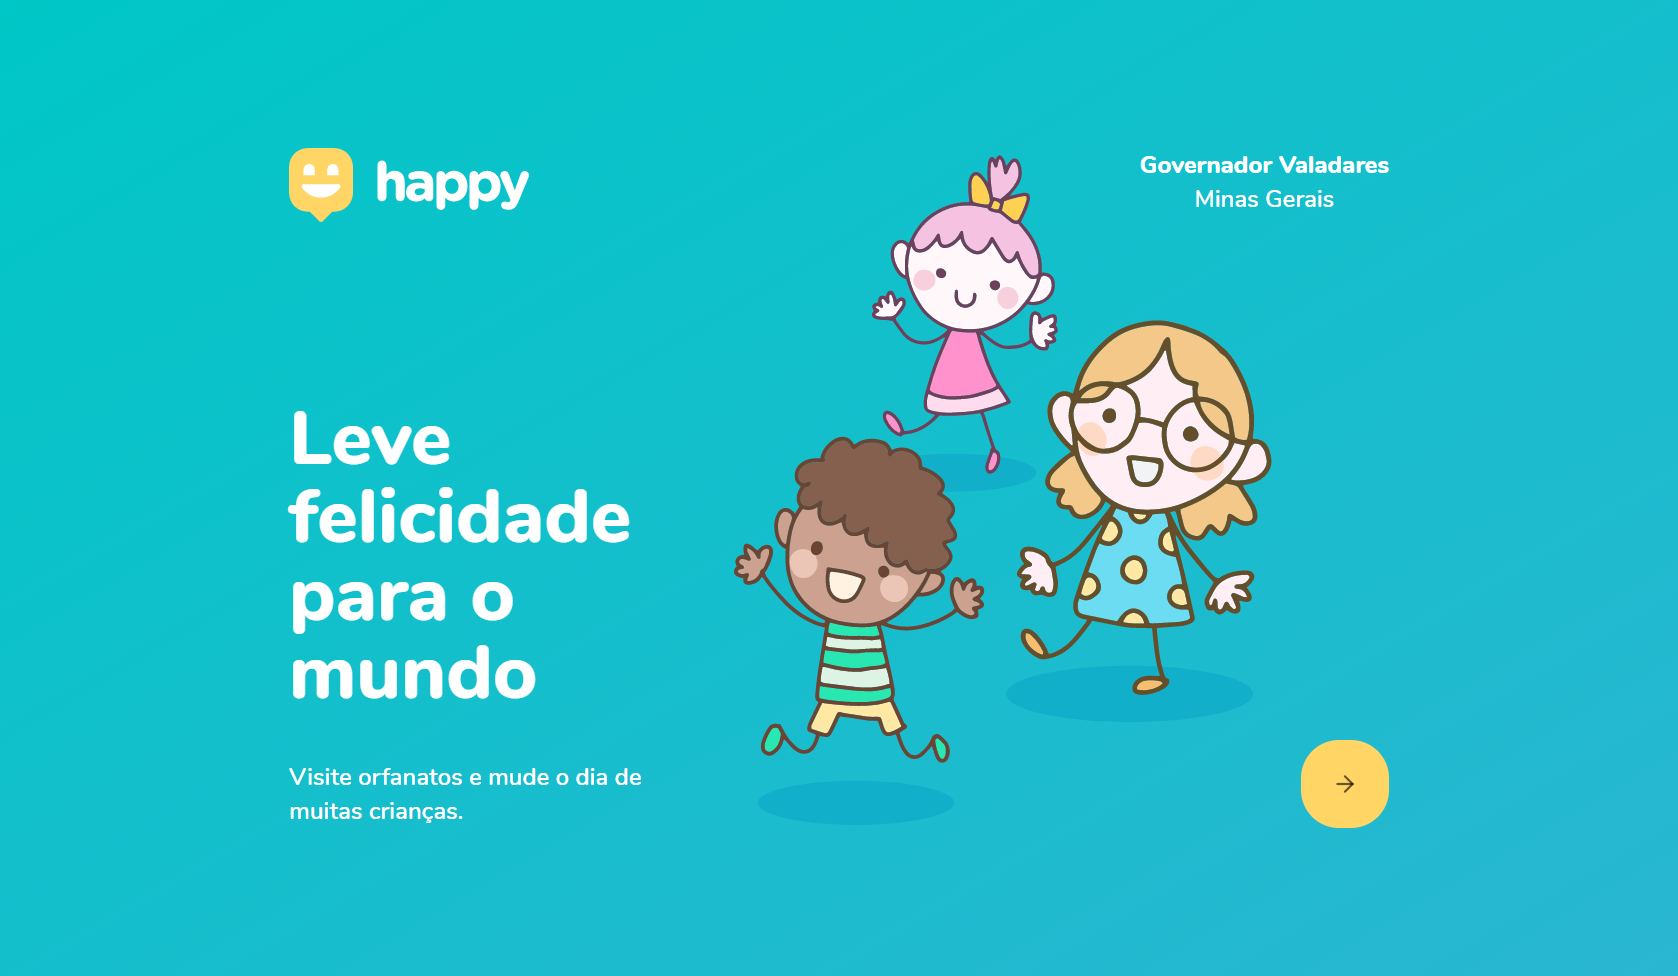 happy
Governador Valadares
Minas Gerais
Leve
felicidade
para o
mundo
Visite orfanatos e mude o dia de
muitas crianças.